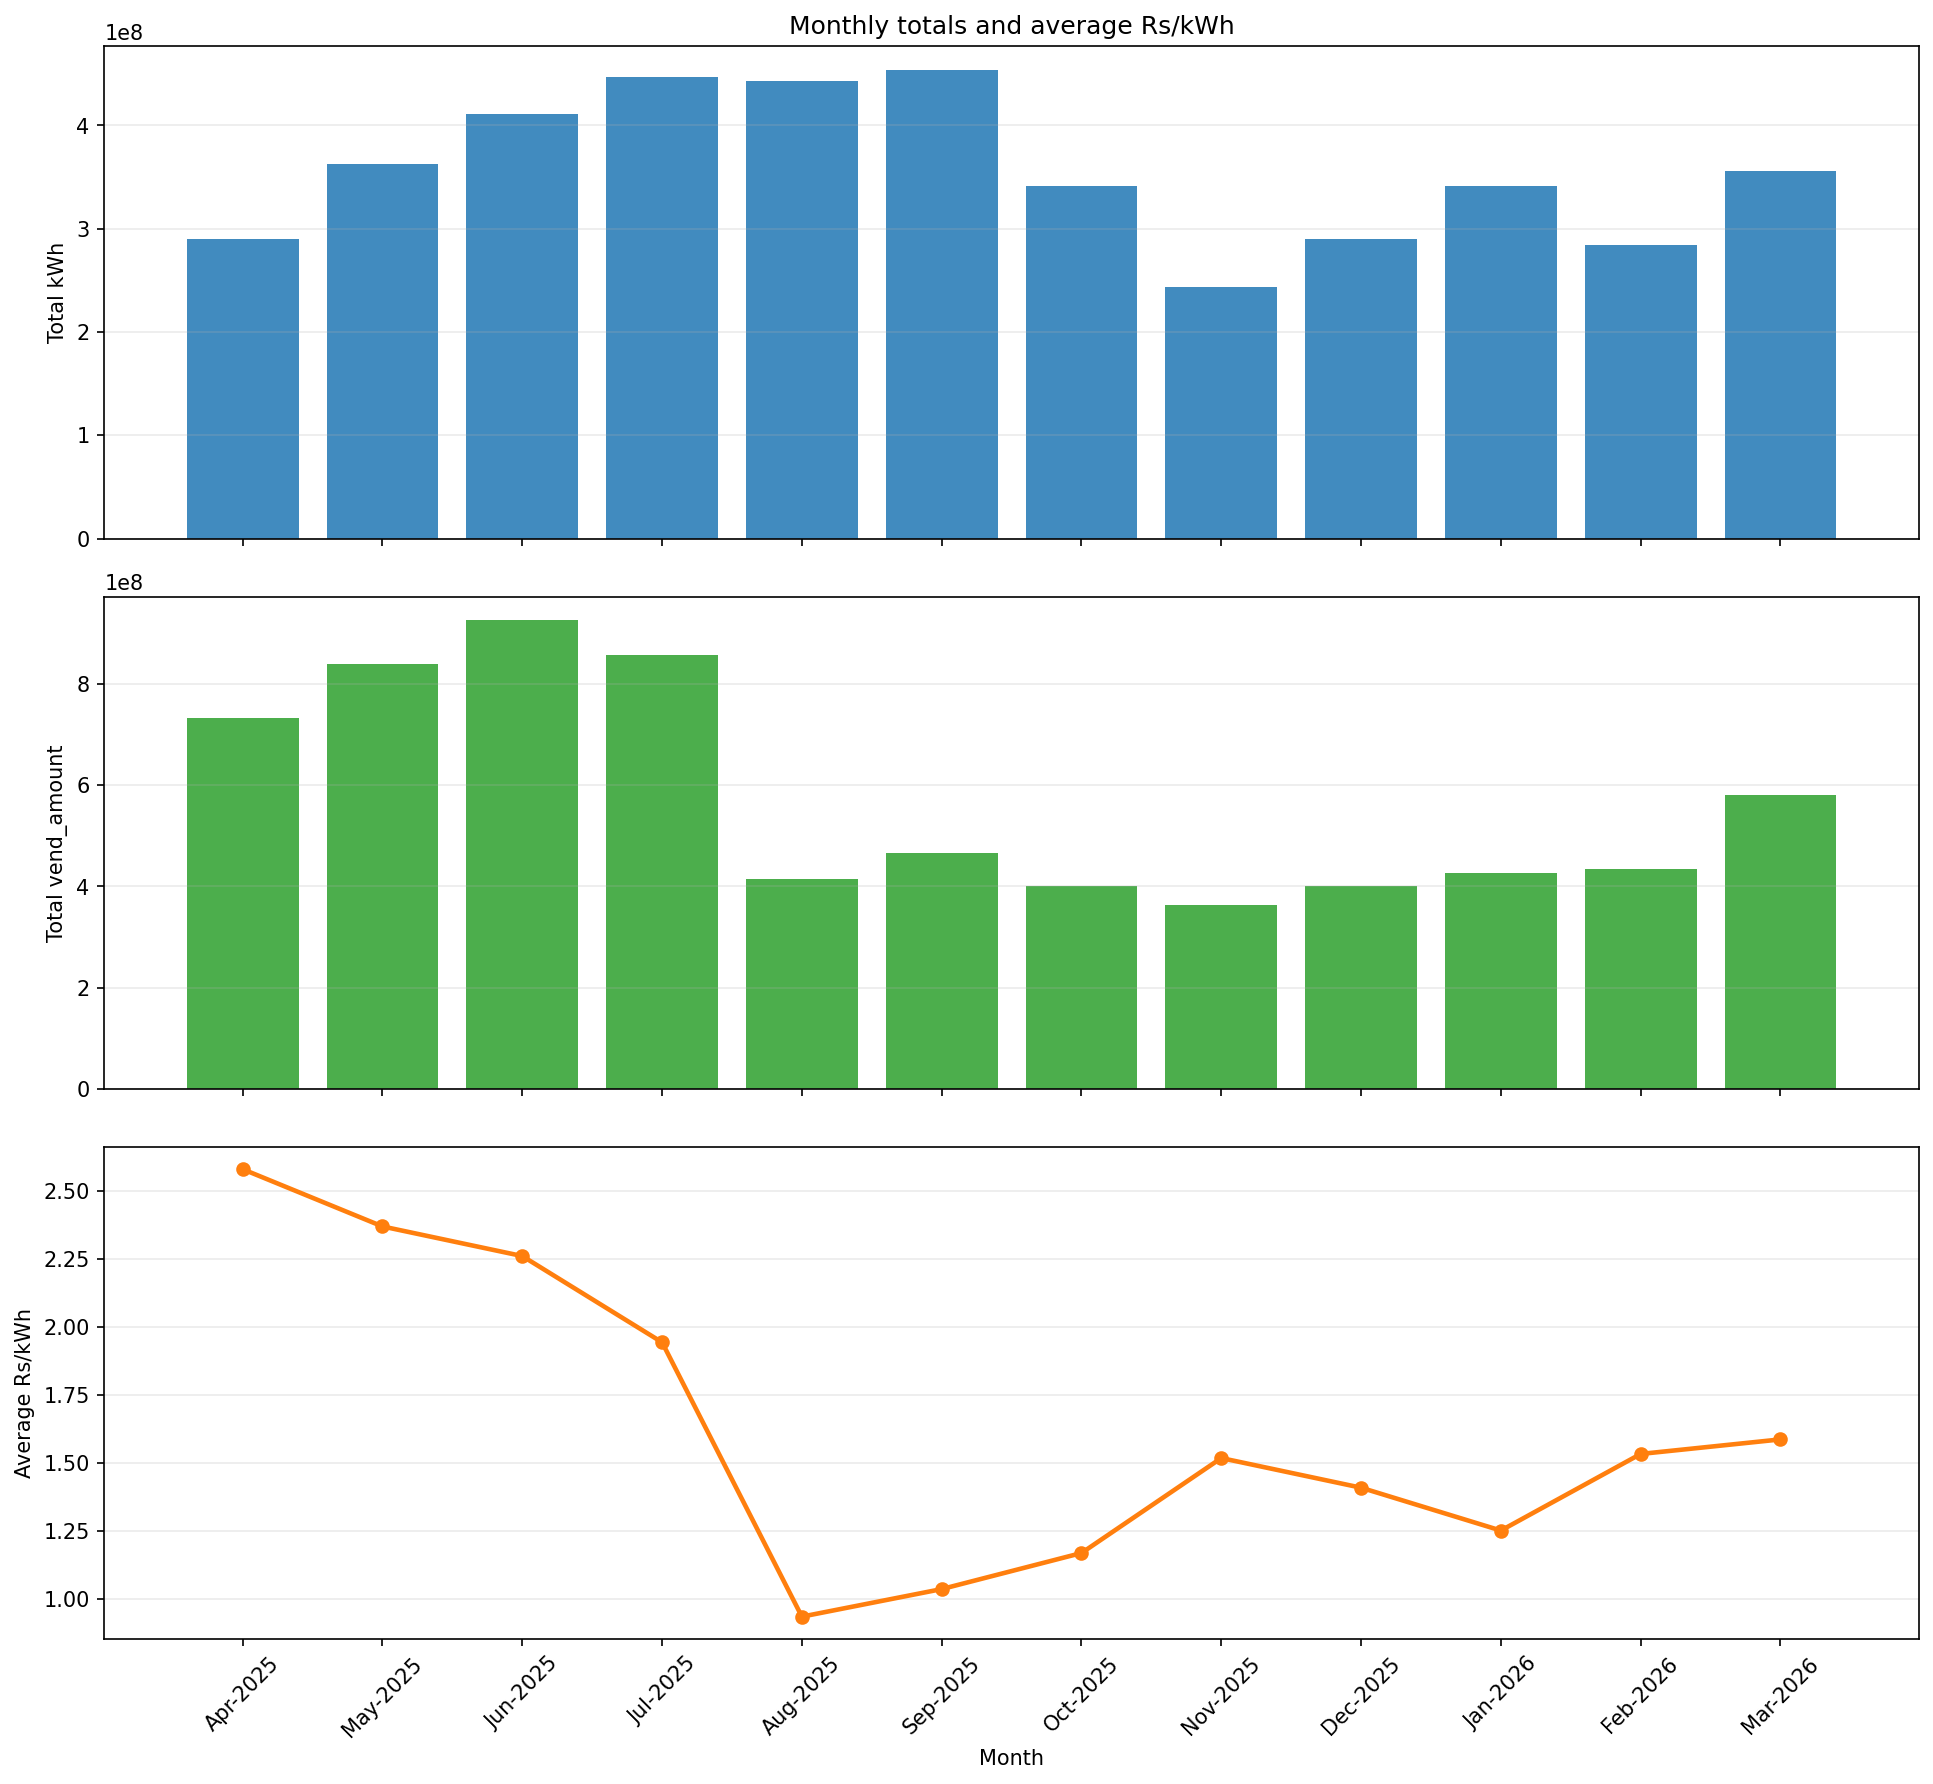 Monthly totals and average Rs/kWh
1e8
4
3
2
1
0
Total kWh
1e8
8
6
4
2
0
Total vend_amount
2.50
2.25
2.00
1.75
1.50
1.25
1.00
Average Rs/kWh
Apr-2025
May-2025
Jun-2025
Jul-2025
Aug-2025
Sep-2025
Oct-2025
Nov-2025
Dec-2025
Jan-2026
Feb-2026
Mar-2026
Month